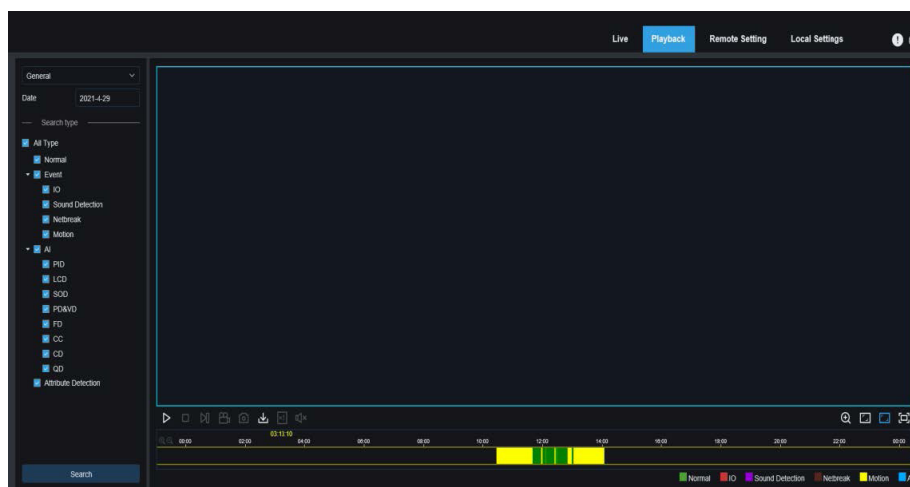 Live Playback Remote Setting Local Settings
General
Date 2021-4-29
Search type
All Type
Normal
Event
IO
Sound Detection
Netbreak
Motion
AI
PID
LCD
SOD
PD&VD
FD
CC
CD
QD
Attribute Detection
Search
03:13:10
00:00 02:00 04:00 06:00 08:00 10:00 12:00 14:00 16:00 18:00 20:00 22:00 00:00
Normal IO Sound Detection Netbreak Motion A